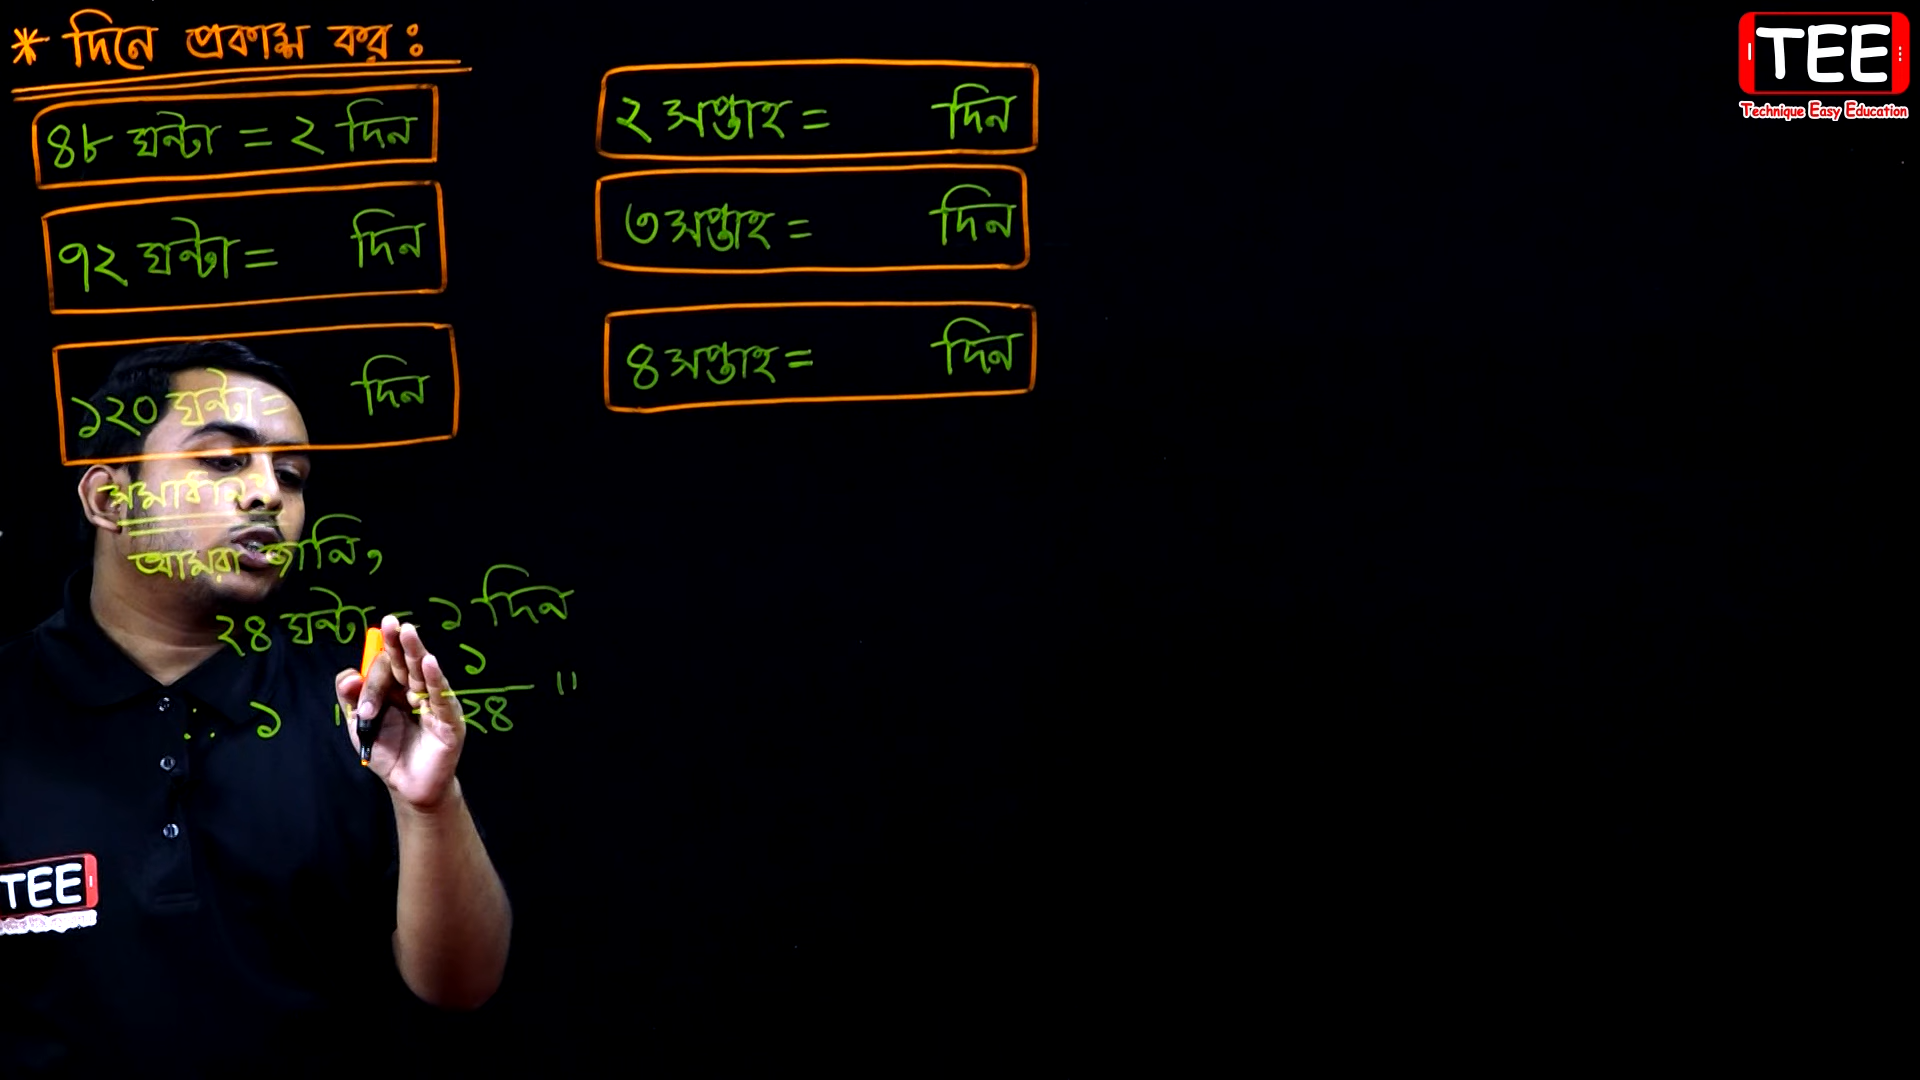 * দিনে প্রকাশ কর :
৪৮ ঘন্টা = ২ দিন
৭২ ঘন্টা = দিন
১২০ ঘন্টা = দিন
২ সপ্তাহ = দিন
৩ সপ্তাহ = দিন
৪ সপ্তাহ = দিন
সমাধান :
আমরা জানি,
২৪ ঘন্টা = ১ দিন
∴ ১ " = ১/২৪ "
TEE
Technique Easy Education
TEE